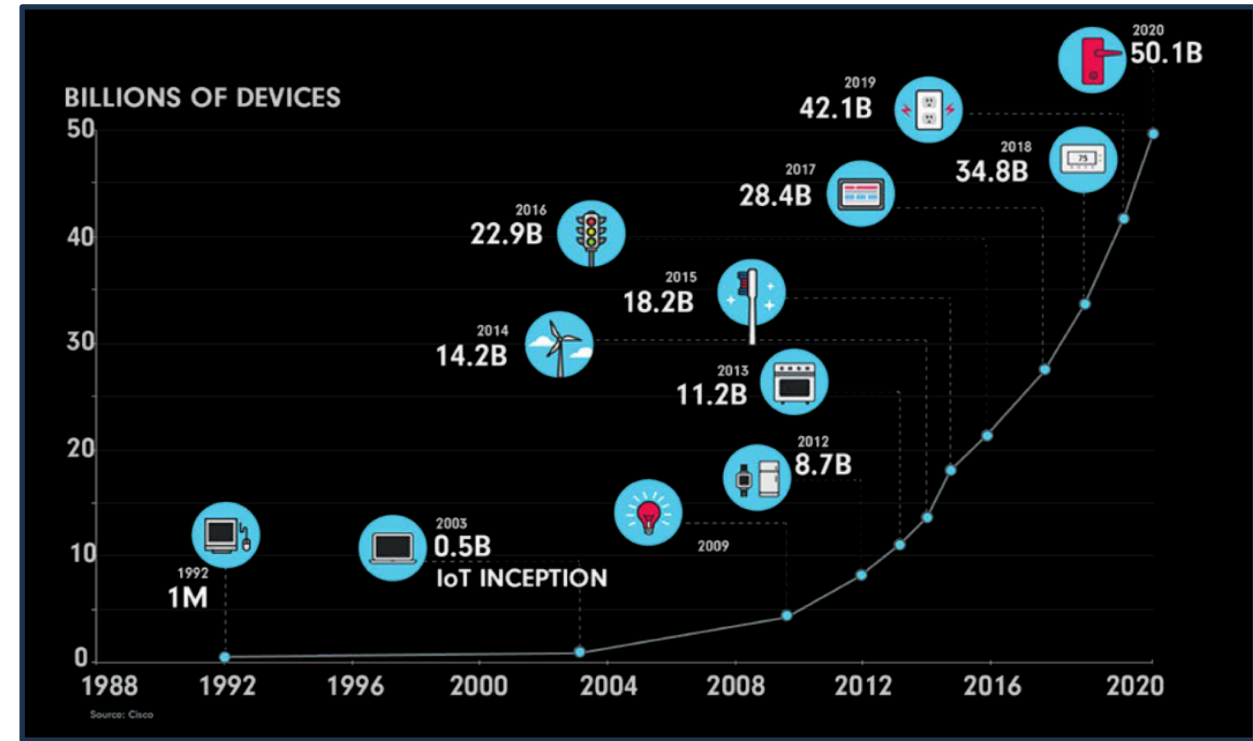 2020
50.1B
2019
42.1B
BILLIONS OF DEVICES
50
2018
34.8B
75
2017
28.4B
2016
22.9B
40
2015
18.2B
2014
14.2B
30
2013
11.2B
20
2012
8.7B
2003
0.5B
IoT INCEPTION
2009
10
1992
1M
0
1988 1992 1996 2000 2004 2008 2012 2016 2020
Source: Cisco